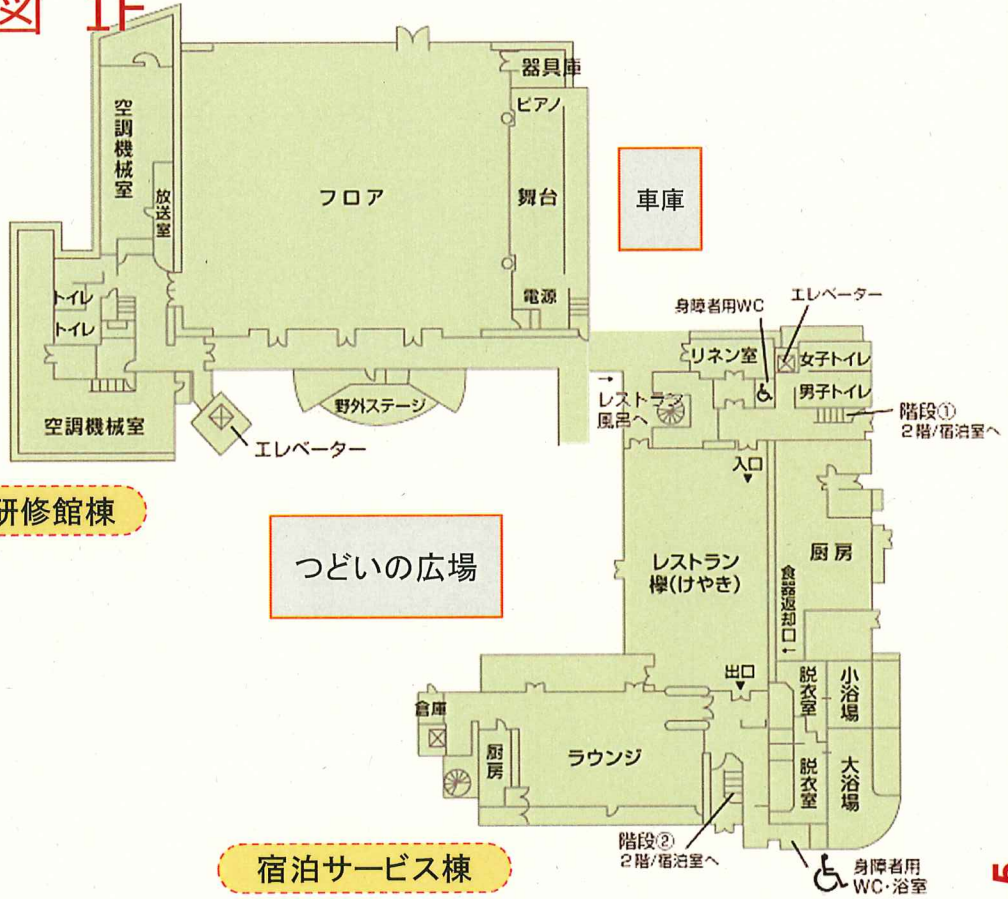 図 1F
器具庫
ピアノ
空調機械室
放送室
フロア
舞台
車庫
電源
トイレ
トイレ
身障者用WC
エレベーター
リネン室
女子トイレ
男子トイレ
→
レストラン
風呂へ
野外ステージ
階段①
2階/宿泊室へ
空調機械室
エレベーター
入口
▼
研修館棟
つどいの広場
レストラン
欅(けやき)
厨房
食器返却口←
出口
▼
脱衣室
小浴場
倉庫
厨房
ラウンジ
脱衣室
大浴場
階段②
2階/宿泊室へ
宿泊サービス棟
身障者用
WC・浴室